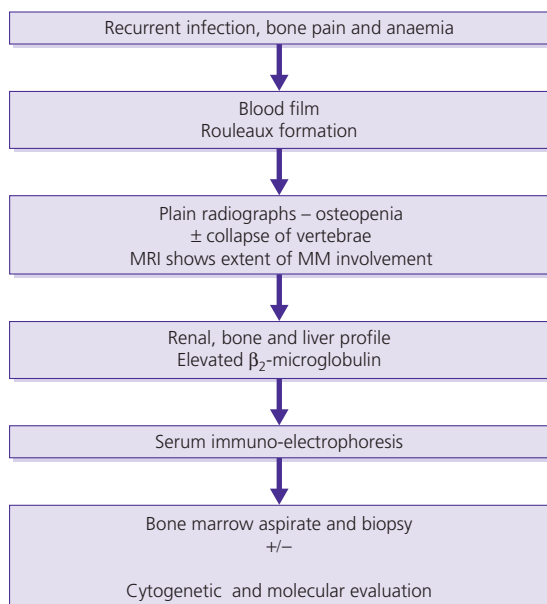 Recurrent infection, bone pain and anaemia
Blood film
Rouleaux formation
Plain radiographs – osteopenia
± collapse of vertebrae
MRI shows extent of MM involvement
Renal, bone and liver profile
Elevated β₂-microglobulin
Serum immuno-electrophoresis
Bone marrow aspirate and biopsy
+/–
Cytogenetic and molecular evaluation